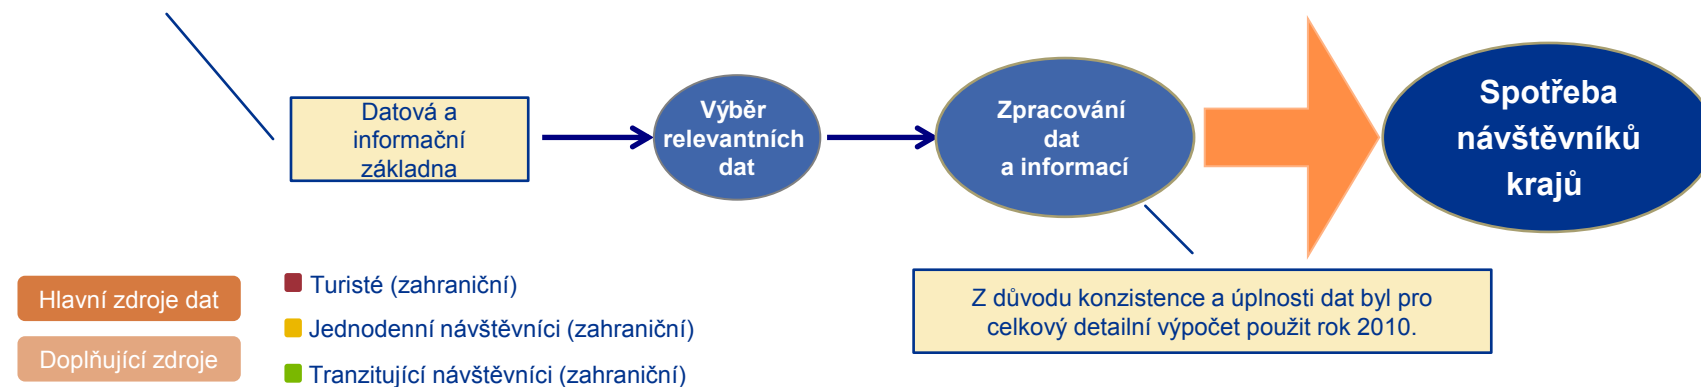 Datová a
informační
základna
Výběr
relevantních
dat
Zpracování
dat
a informací
Spotřeba
návštěvníků
krajů
Hlavní zdroje dat
Doplňující zdroje
Turisté (zahraniční)
Jednodenní návštěvníci (zahraniční)
Tranzitující návštěvníci (zahraniční)
Z důvodu konzistence a úplnosti dat byl pro
celkový detailní výpočet použit rok 2010.